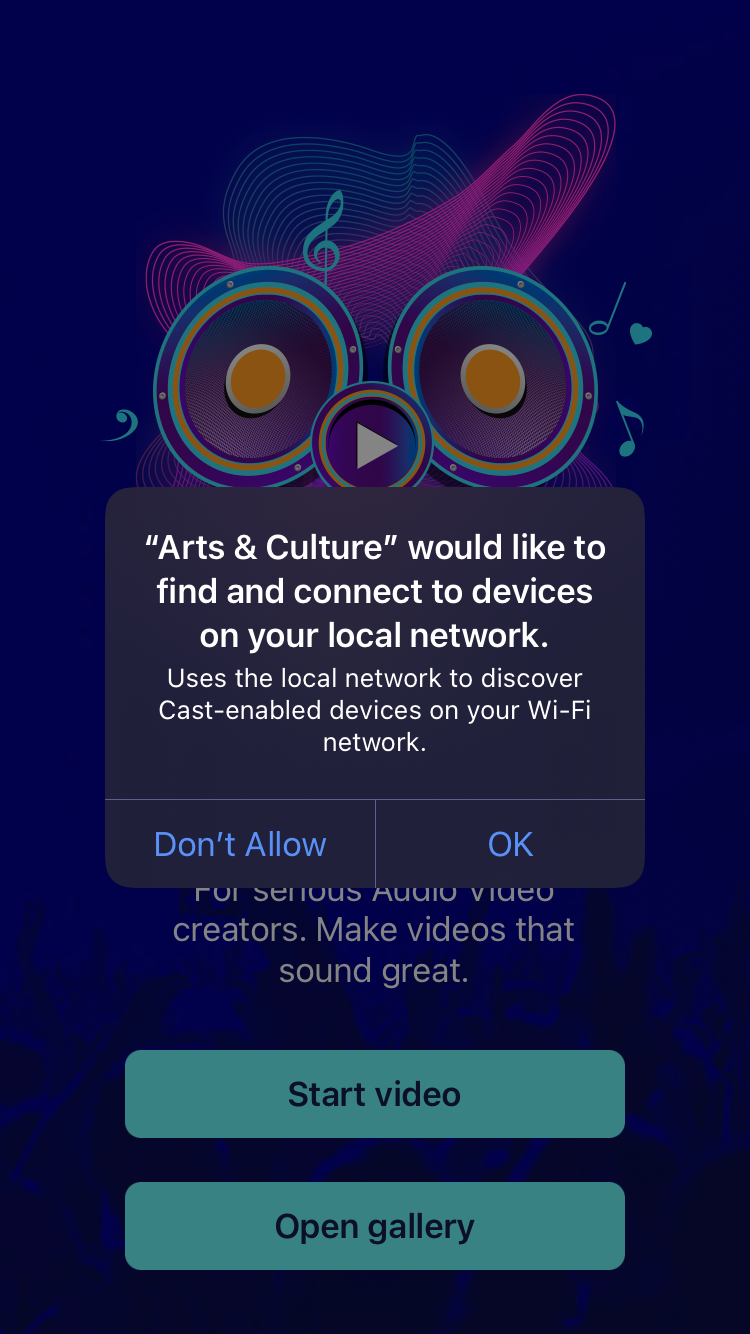 “Arts & Culture” would like to
find and connect to devices
on your local network.
Uses the local network to discover
Cast-enabled devices on your Wi-Fi
network.
Don’t Allow
OK
For serious Audio Video
creators. Make videos that
sound great.
Start video
Open gallery